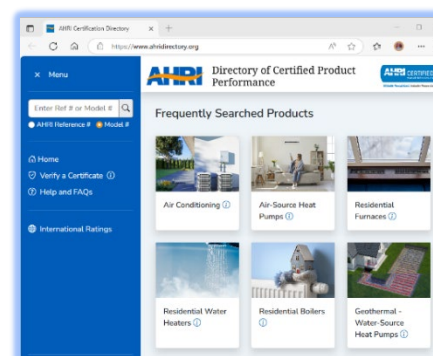 AHRI Certification Directory
https://www.ahridirectory.org
Menu
Enter Ref # or Model #
AHRI Reference # Model #
Home
Verify a Certificate
Help and FAQs
International Ratings
AHRI
Directory of Certified Product
Performance
AHRI CERTIFIED
Frequently Searched Products
Air Conditioning
Air-Source Heat
Pumps
Residential
Furnaces
Residential Water
Heaters
Residential Boilers
Geothermal -
Water-Source
Heat Pumps